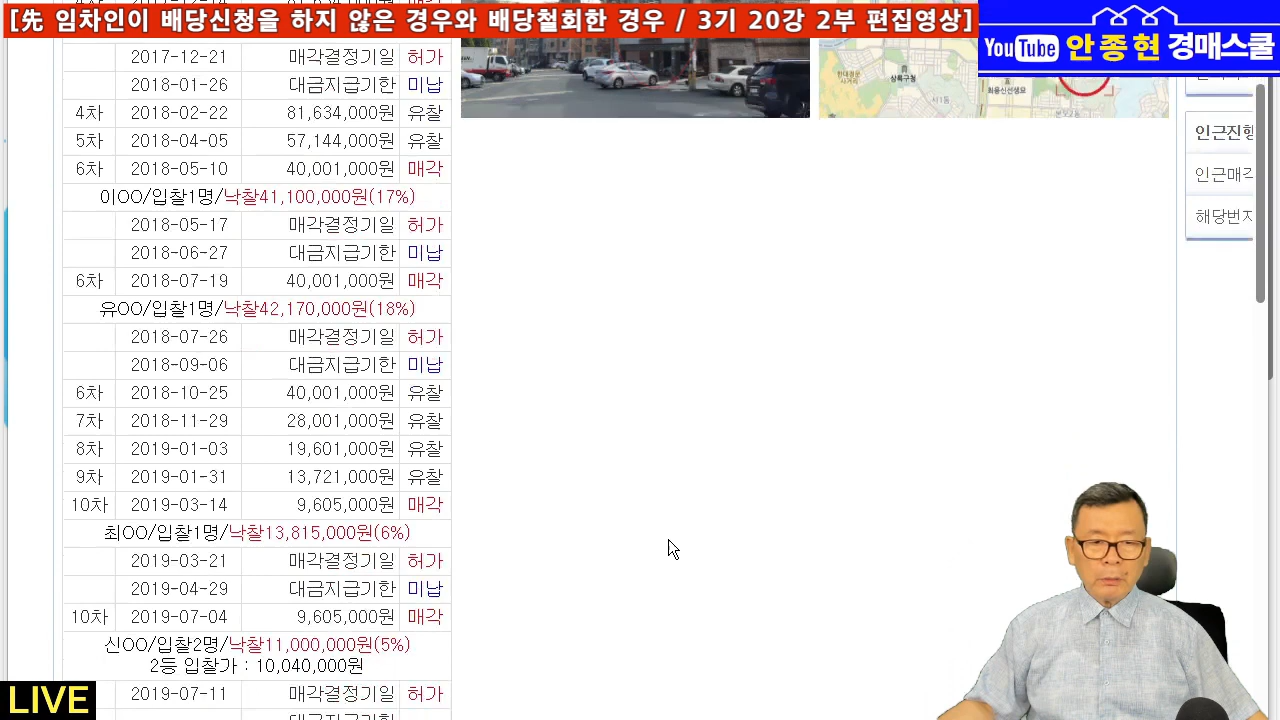 [先 임차인이 배당신청을 하지 않은 경우와 배당철회한 경우 / 3기 20강 2부 편집영상]
YouTube 안종현 경매스쿨
2017-12-21 매각결정기일 허가
2018-01-24 대금지급기한 미납
4차 2018-02-22 81,634,000원 유찰
5차 2018-04-05 57,144,000원 유찰
6차 2018-05-10 40,001,000원 매각
이OO/입찰1명/낙찰41,100,000원(17%)
2018-05-17 매각결정기일 허가
2018-06-27 대금지급기한 미납
6차 2018-07-19 40,001,000원 매각
유OO/입찰1명/낙찰42,170,000원(18%)
2018-07-26 매각결정기일 허가
2018-09-06 대금지급기한 미납
6차 2018-10-25 40,001,000원 유찰
7차 2018-11-29 28,001,000원 유찰
8차 2019-01-03 19,601,000원 유찰
9차 2019-01-31 13,721,000원 유찰
10차 2019-03-14 9,605,000원 매각
최OO/입찰1명/낙찰13,815,000원(6%)
2019-03-21 매각결정기일 허가
2019-04-29 대금지급기한 미납
10차 2019-07-04 9,605,000원 매각
신OO/입찰2명/낙찰11,000,000원(5%)
2등 입찰가 : 10,040,000원
2019-07-11 매각결정기일 허가
상록구청
인근진행
인근매각
해당번지
LIVE